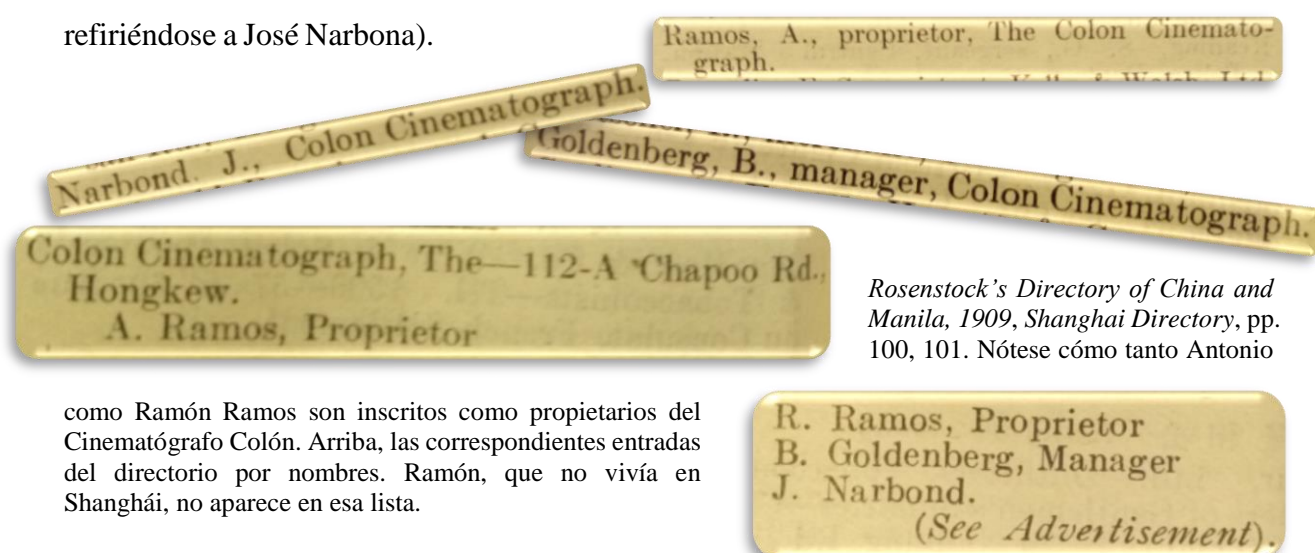 refiriéndose a José Narbona).
Ramos, A., proprietor, The Colon Cinemato-
graph.
Narbond. J., Colon Cinematograph.
Goldenberg, B., manager, Colon Cinematograph.
Colon Cinematograph, The—112-A Chapoo Rd.,
Hongkew.
A. Ramos, Proprietor
Rosenstock's Directory of China and
Manila, 1909, Shanghai Directory, pp.
100, 101. Nótese cómo tanto Antonio
como Ramón Ramos son inscritos como propietarios del
Cinematógrafo Colón. Arriba, las correspondientes entradas
del directorio por nombres. Ramón, que no vivía en
Shanghái, no aparece en esa lista.
R. Ramos, Proprietor
B. Goldenberg, Manager
J. Narbond.
(See Advertisement).